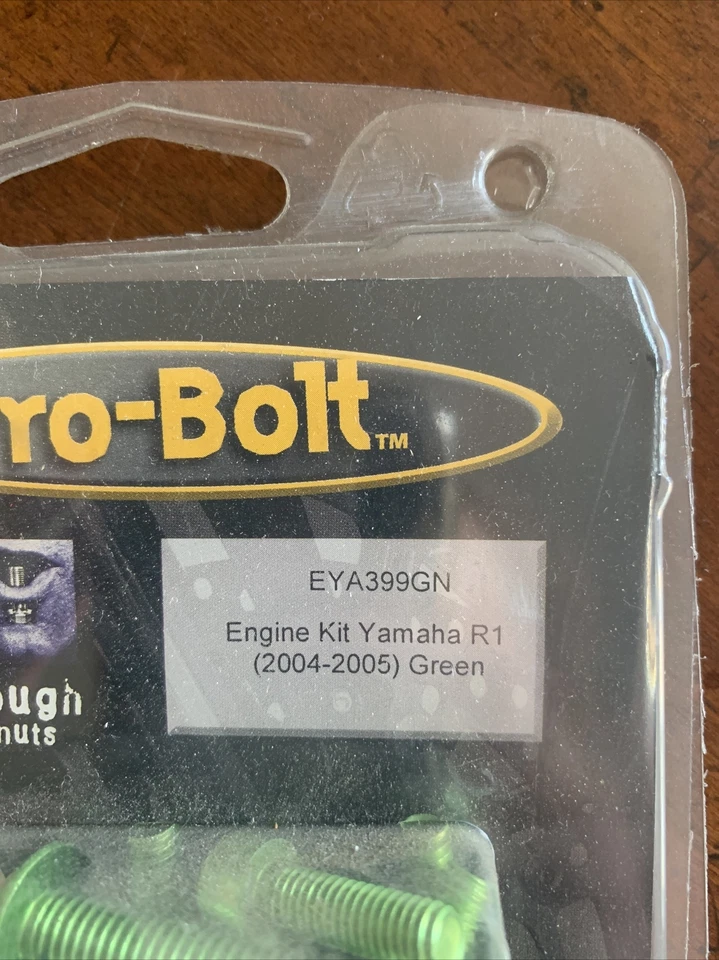 ro-Bolt™
EYA399GN
Engine Kit Yamaha R1
(2004-2005) Green
ough
nuts